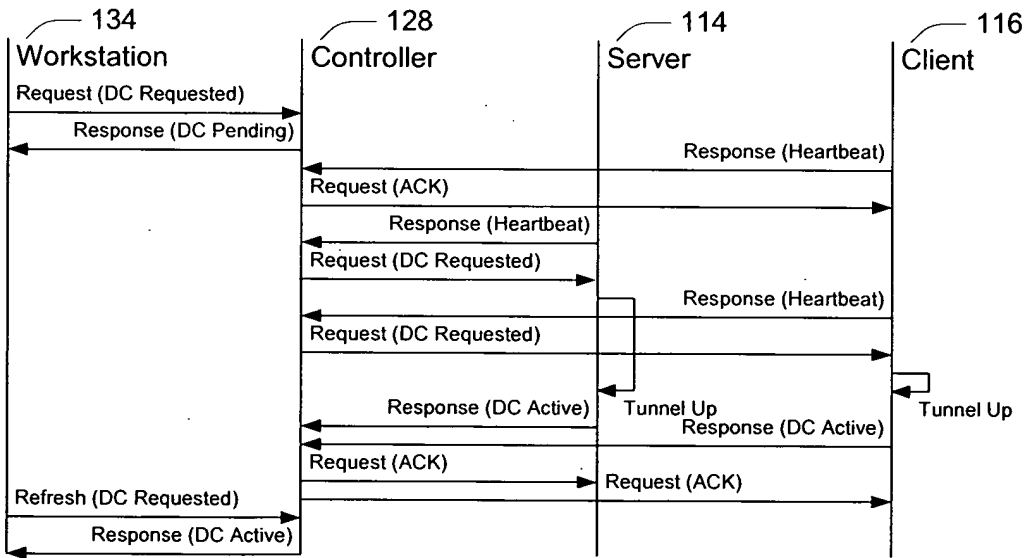 134 128 114 116
Workstation Controller Server Client
Request (DC Requested)
Response (DC Pending)
Response (Heartbeat)
Request (ACK)
Response (Heartbeat)
Request (DC Requested)
Response (Heartbeat)
Request (DC Requested)
Response (DC Active) Tunnel Up Tunnel Up
Response (DC Active)
Request (ACK)
Request (ACK)
Refresh (DC Requested)
Response (DC Active)